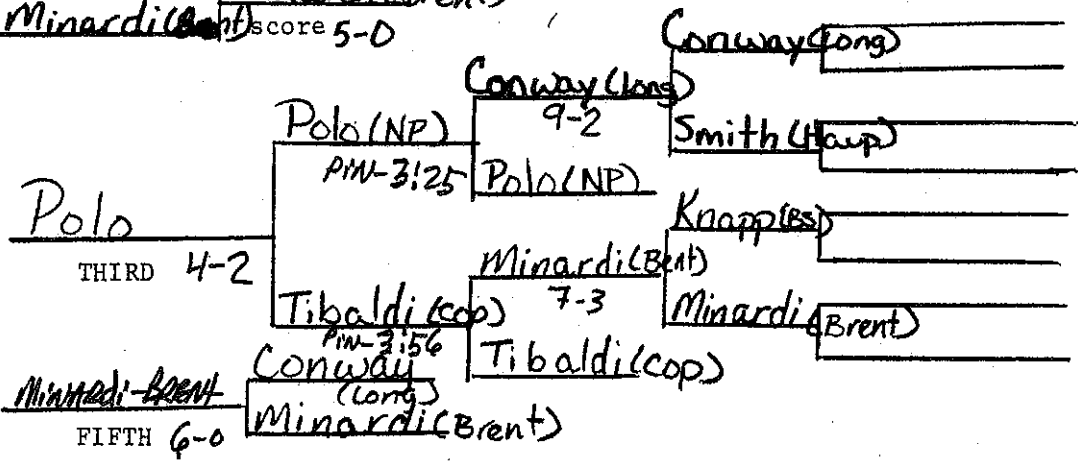 Minardi (Brent)
score 5-0
Conway (Long)
Conway (Long)
9-2
Polo (NP)
Smith (Haup)
PIN-3:25
Polo (NP)
Polo
Knapp (BS)
THIRD 4-2
Minardi (Brent)
7-3
Tibaldi (COP)
Minardi (Brent)
PIN-3:56
Tibaldi (COP)
Conway
(Long)
MINARDI-BRENT
Minardi (Brent)
FIFTH 6-0